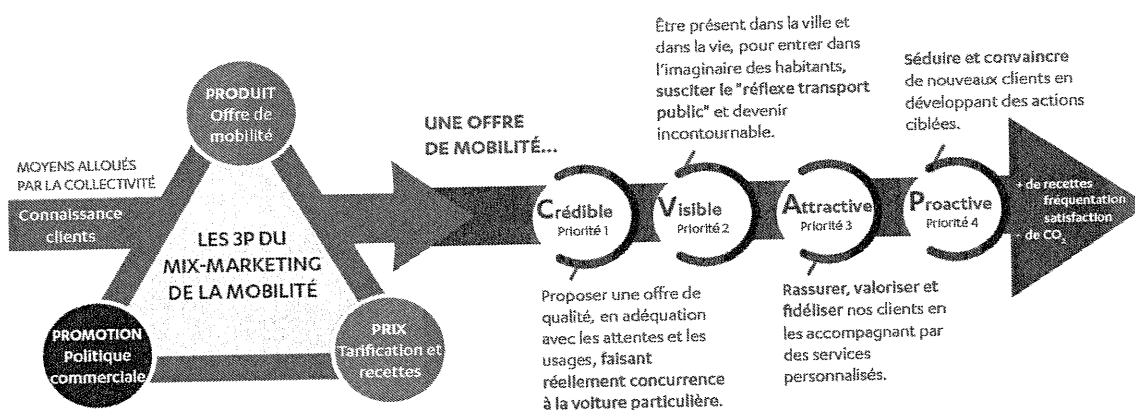 MOYENS ALLOUÉS
PAR LA COLLECTIVITÉ
Connaissance
clients
PRODUIT
Offre de
mobilité
LES 3P DU
MIX-MARKETING
DE LA MOBILITÉ
PROMOTION
Politique
commerciale
PRIX
Tarification et
recettes
UNE OFFRE
DE MOBILITÉ...
Crédible
Priorité 1
Proposer une offre de
qualité, en adéquation
avec les attentes et les
usages, faisant
réellement concurrence
à la voiture particulière.
Être présent dans la ville et
dans la vie, pour entrer dans
l'imaginaire des habitants,
susciter le "réflexe transport
public" et devenir
incontournable.
Visible
Priorité 2
Attractive
Priorité 3
Rassurer, valoriser et
fidéliser nos clients en
les accompagnant par
des services
personnalisés.
Séduire et convaincre
de nouveaux clients en
développant des actions
ciblées.
Proactive
Priorité 4
+ de recettes
fréquentation
satisfaction
- de CO₂